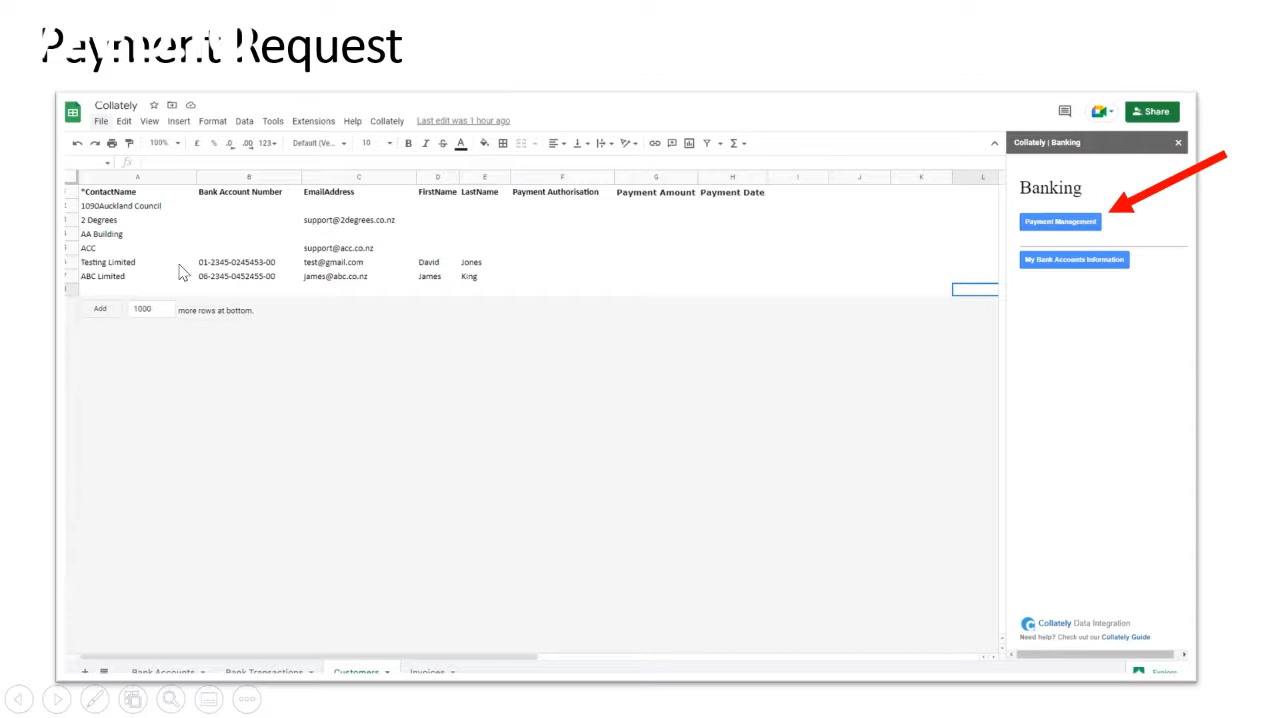 Payment Request
Collately
File Edit View Insert Format Data Tools Extensions Help Collately Last edit was 1 hour ago
Share
100% £ % .0 .00 123 Default (Ve... 10 B I S A
Collately | Banking
fx
A B C D E F G H I J K L
*ContactName Bank Account Number EmailAddress FirstName LastName Payment Authorisation Payment Amount Payment Date
1090Auckland Council
2 Degrees support@2degrees.co.nz
AA Building
ACC support@acc.co.nz
Testing Limited 01-2345-0245453-00 test@gmail.com David Jones
ABC Limited 06-2345-0452455-00 james@abc.co.nz James King
Add 1000 more rows at bottom.
Banking
Payment Management
My Bank Accounts Information
Collately Data Integration
Need help? Check out our Collately Guide
Bank Accounts Bank Transactions Customers Invoices
Explore